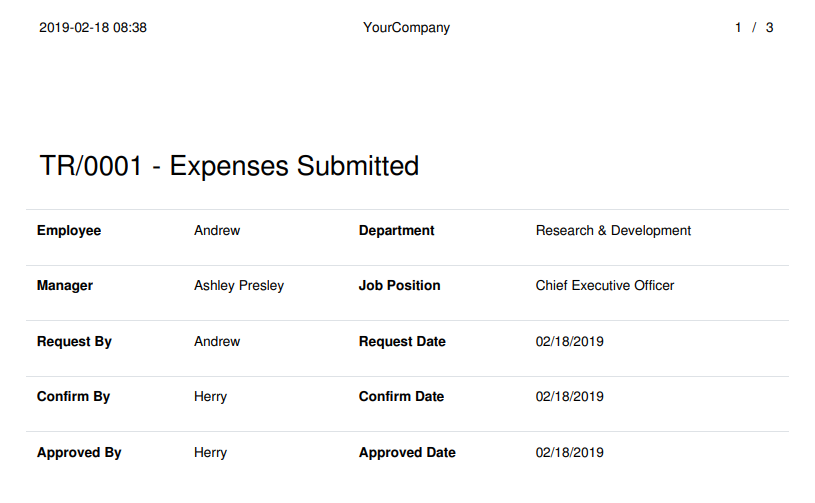 2019-02-18 08:38 YourCompany 1 / 3
TR/0001 - Expenses Submitted
Employee Andrew Department Research & Development
Manager Ashley Presley Job Position Chief Executive Officer
Request By Andrew Request Date 02/18/2019
Confirm By Herry Confirm Date 02/18/2019
Approved By Herry Approved Date 02/18/2019